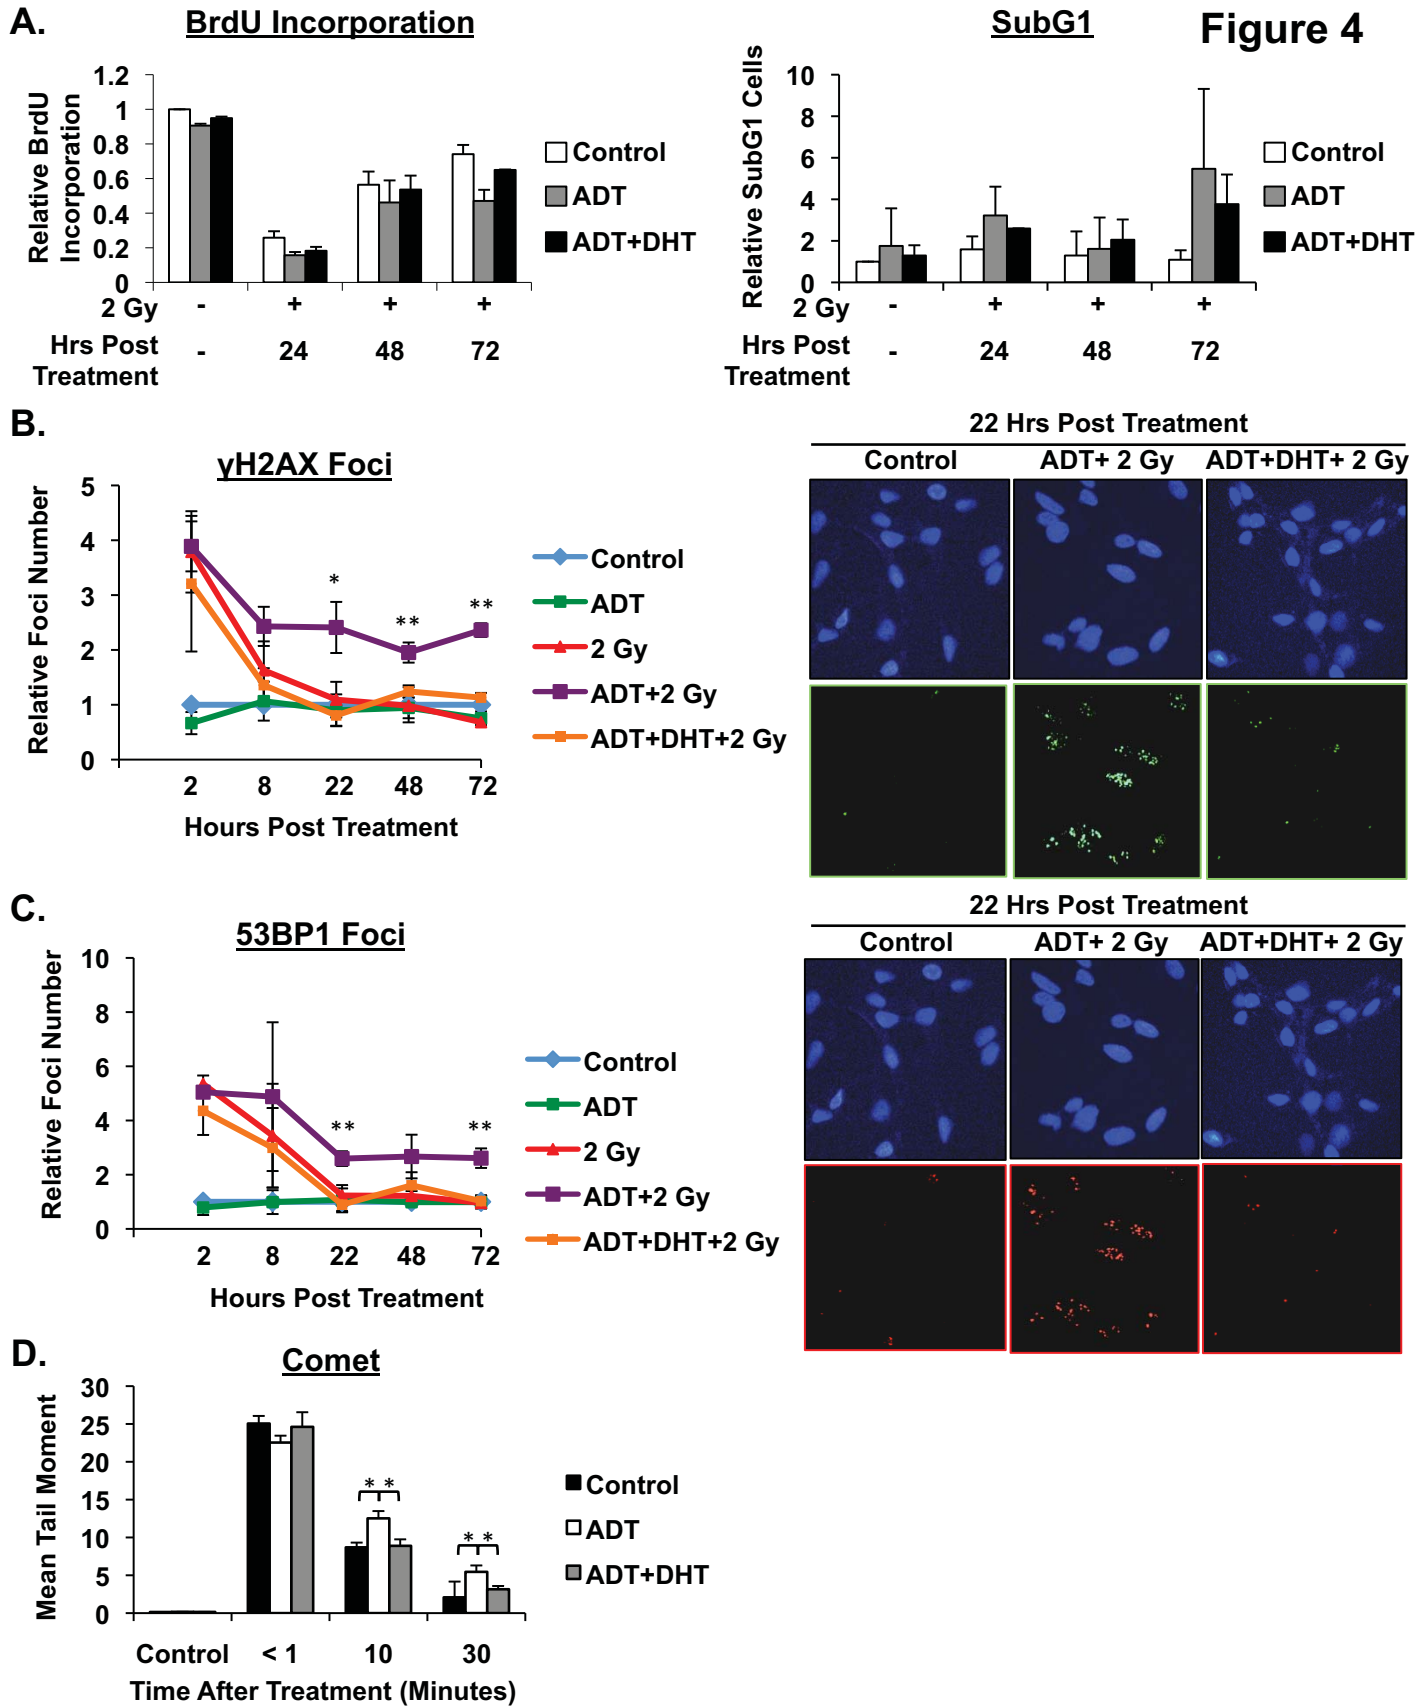 A.
BrdU Incorporation
Relative BrdU
Incorporation
1.2
1
0.8
0.6
0.4
0.2
0
Control
ADT
ADT+DHT
2 Gy - + + +
Hrs Post
Treatment
- 24 48 72
SubG1
Figure 4
Relative SubG1 Cells
10
8
6
4
2
0
Control
ADT
ADT+DHT
2 Gy - + + +
Hrs Post
Treatment
- 24 48 72
B.
γH2AX Foci
Relative Foci Number
5
4
3
2
1
0
*
**
**
2 8 22 48 72
Hours Post Treatment
Control
ADT
2 Gy
ADT+2 Gy
ADT+DHT+2 Gy
22 Hrs Post Treatment
Control ADT+ 2 Gy ADT+DHT+ 2 Gy
C.
53BP1 Foci
Relative Foci Number
10
8
6
4
2
0
**
**
2 8 22 48 72
Hours Post Treatment
Control
ADT
2 Gy
ADT+2 Gy
ADT+DHT+2 Gy
22 Hrs Post Treatment
Control ADT+ 2 Gy ADT+DHT+ 2 Gy
D.
Comet
Mean Tail Moment
30
25
20
15
10
5
0
* *
* *
Control < 1 10 30
Time After Treatment (Minutes)
Control
ADT
ADT+DHT